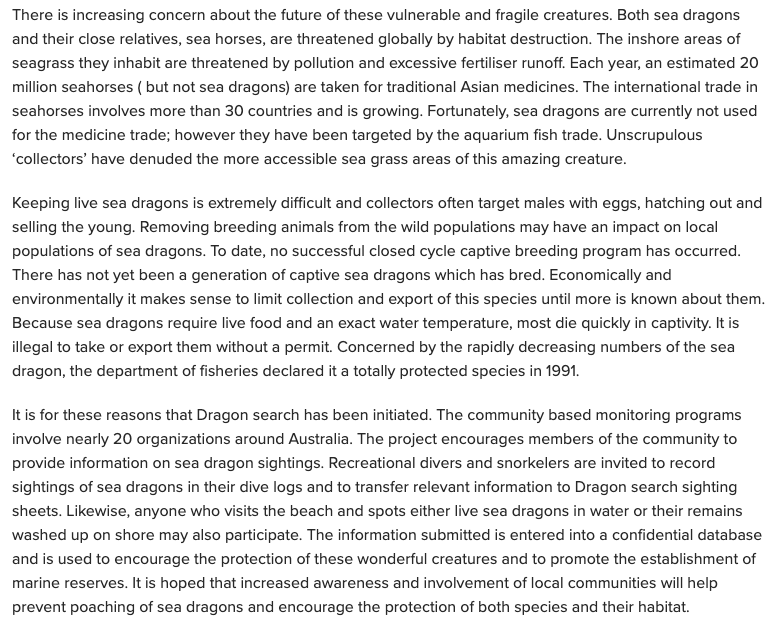 There is increasing concern about the future of these vulnerable and fragile creatures. Both sea dragons
and their close relatives, sea horses, are threatened globally by habitat destruction. The inshore areas of
seagrass they inhabit are threatened by pollution and excessive fertiliser runoff. Each year, an estimated 20
million seahorses ( but not sea dragons) are taken for traditional Asian medicines. The international trade in
seahorses involves more than 30 countries and is growing. Fortunately, sea dragons are currently not used
for the medicine trade; however they have been targeted by the aquarium fish trade. Unscrupulous
‘collectors’ have denuded the more accessible sea grass areas of this amazing creature.
Keeping live sea dragons is extremely difficult and collectors often target males with eggs, hatching out and
selling the young. Removing breeding animals from the wild populations may have an impact on local
populations of sea dragons. To date, no successful closed cycle captive breeding program has occurred.
There has not yet been a generation of captive sea dragons which has bred. Economically and
environmentally it makes sense to limit collection and export of this species until more is known about them.
Because sea dragons require live food and an exact water temperature, most die quickly in captivity. It is
illegal to take or export them without a permit. Concerned by the rapidly decreasing numbers of the sea
dragon, the department of fisheries declared it a totally protected species in 1991.
It is for these reasons that Dragon search has been initiated. The community based monitoring programs
involve nearly 20 organizations around Australia. The project encourages members of the community to
provide information on sea dragon sightings. Recreational divers and snorkelers are invited to record
sightings of sea dragons in their dive logs and to transfer relevant information to Dragon search sighting
sheets. Likewise, anyone who visits the beach and spots either live sea dragons in water or their remains
washed up on shore may also participate. The information submitted is entered into a confidential database
and is used to encourage the protection of these wonderful creatures and to promote the establishment of
marine reserves. It is hoped that increased awareness and involvement of local communities will help
prevent poaching of sea dragons and encourage the protection of both species and their habitat.